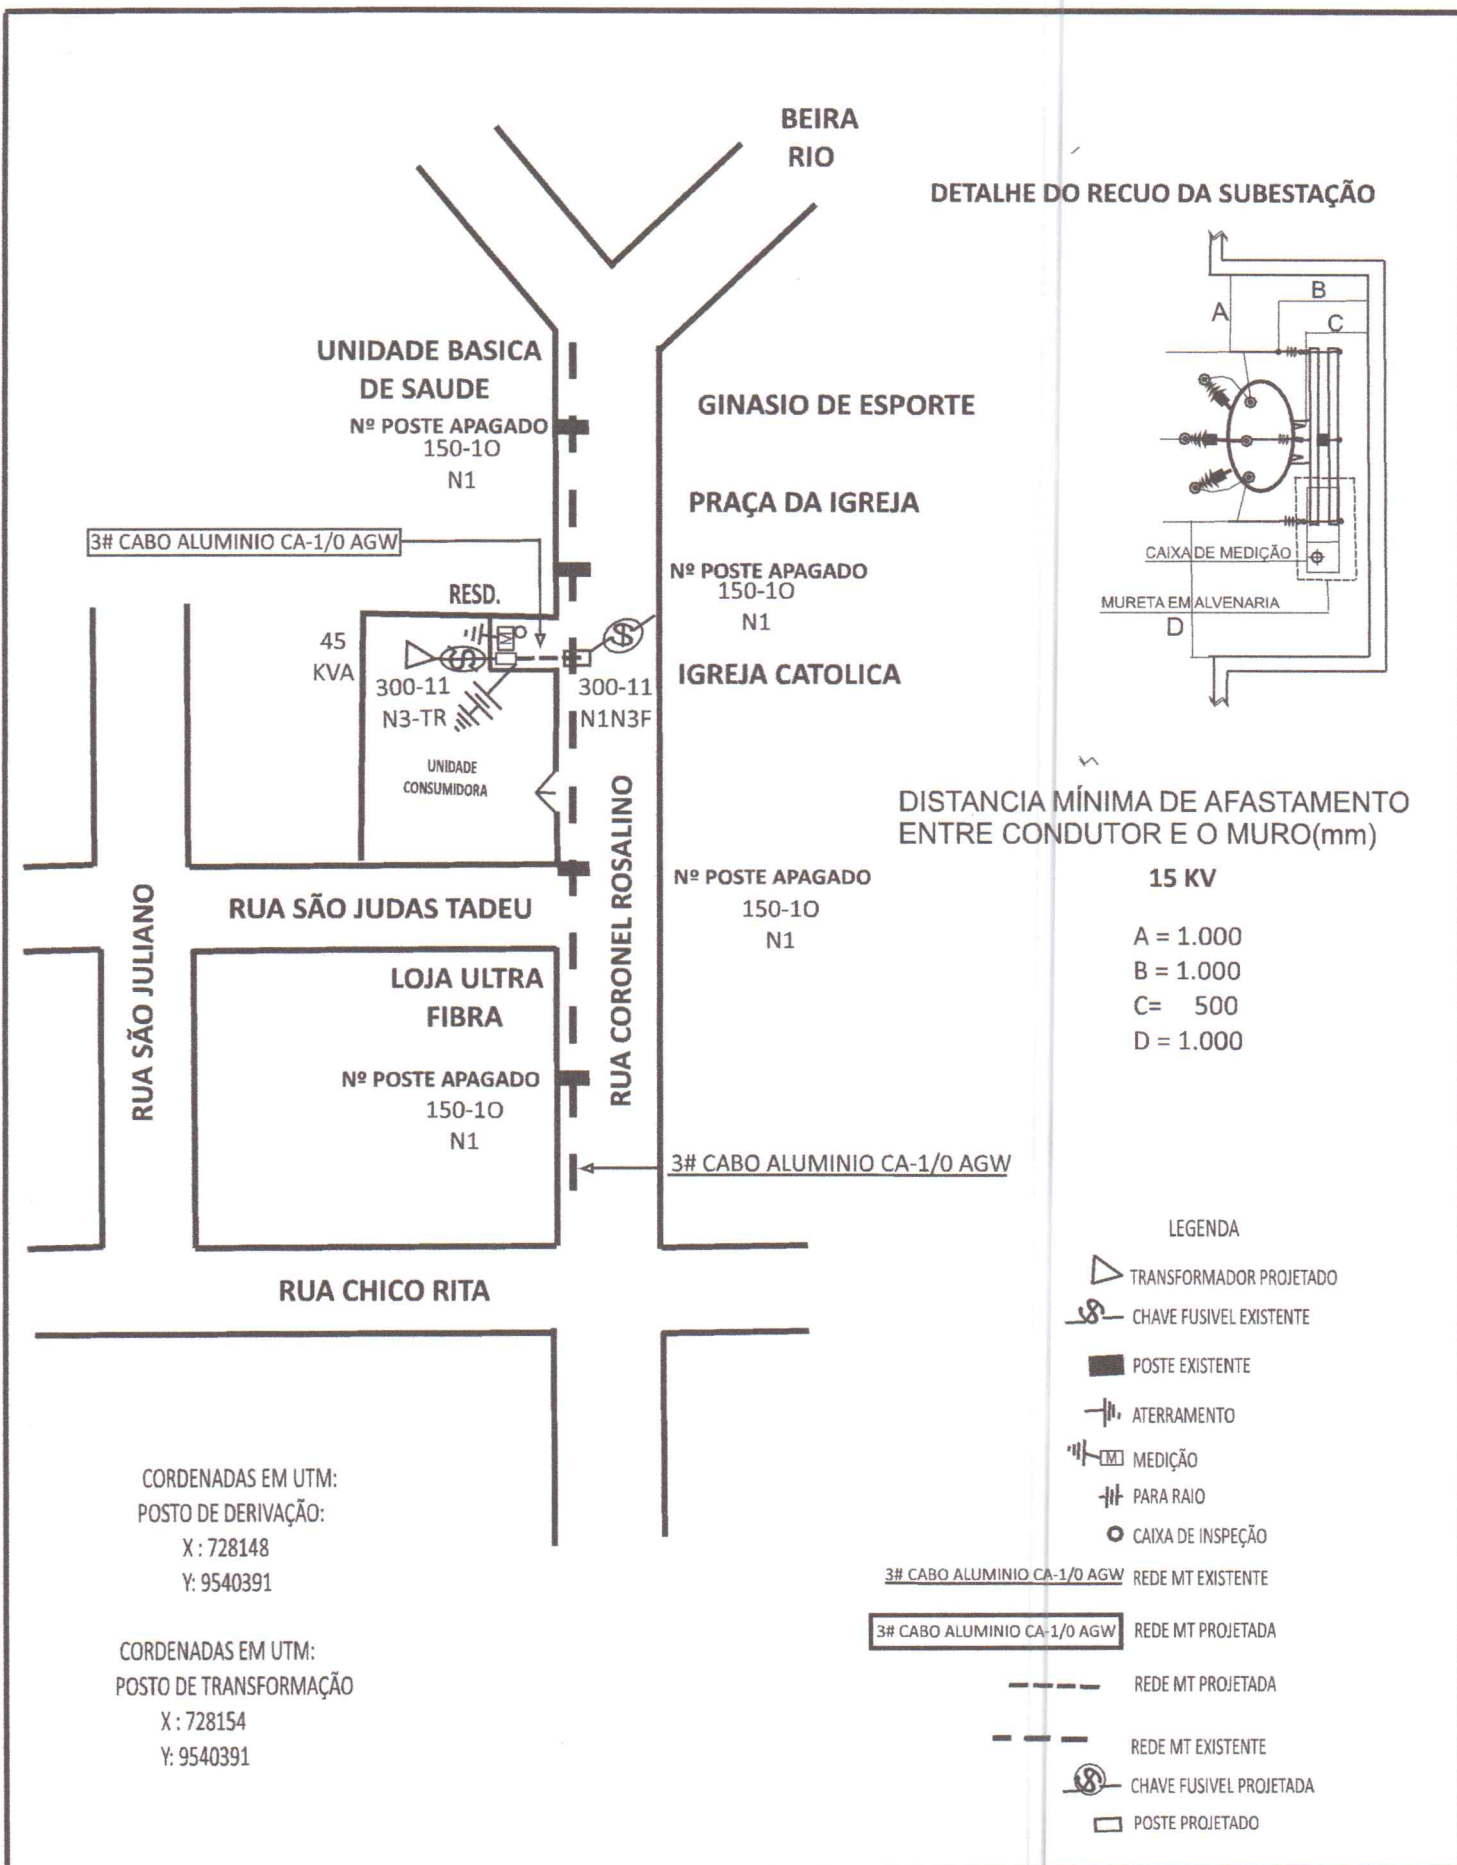 BEIRA
RIO
DETALHE DO RECUO DA SUBESTAÇÃO
B
A
C
CAIXA DE MEDIÇÃO
MURETA EM ALVENARIA
D
UNIDADE BASICA
DE SAUDE
Nº POSTE APAGADO
150-1O
N1
GINASIO DE ESPORTE
PRAÇA DA IGREJA
3# CABO ALUMINIO CA-1/0 AGW
Nº POSTE APAGADO
150-1O
N1
RESD.
M
45
KVA
300-11
N3-TR
300-11
N1N3F
IGREJA CATOLICA
UNIDADE
CONSUMIDORA
DISTANCIA MÍNIMA DE AFASTAMENTO
ENTRE CONDUTOR E O MURO(mm)
15 KV
A = 1.000
B = 1.000
C= 500
D = 1.000
Nº POSTE APAGADO
150-1O
N1
RUA SÃO JUDAS TADEU
RUA SÃO JULIANO
RUA CORONEL ROSALINO
LOJA ULTRA
FIBRA
Nº POSTE APAGADO
150-1O
N1
3# CABO ALUMINIO CA-1/0 AGW
RUA CHICO RITA
CORDENADAS EM UTM:
POSTO DE DERIVAÇÃO:
X : 728148
Y: 9540391
CORDENADAS EM UTM:
POSTO DE TRANSFORMAÇÃO
X : 728154
Y: 9540391
LEGENDA
TRANSFORMADOR PROJETADO
CHAVE FUSIVEL EXISTENTE
POSTE EXISTENTE
ATERRAMENTO
M MEDIÇÃO
PARA RAIO
CAIXA DE INSPEÇÃO
3# CABO ALUMINIO CA-1/0 AGW REDE MT EXISTENTE
3# CABO ALUMINIO CA-1/0 AGW REDE MT PROJETADA
REDE MT PROJETADA
REDE MT EXISTENTE
CHAVE FUSIVEL PROJETADA
POSTE PROJETADO